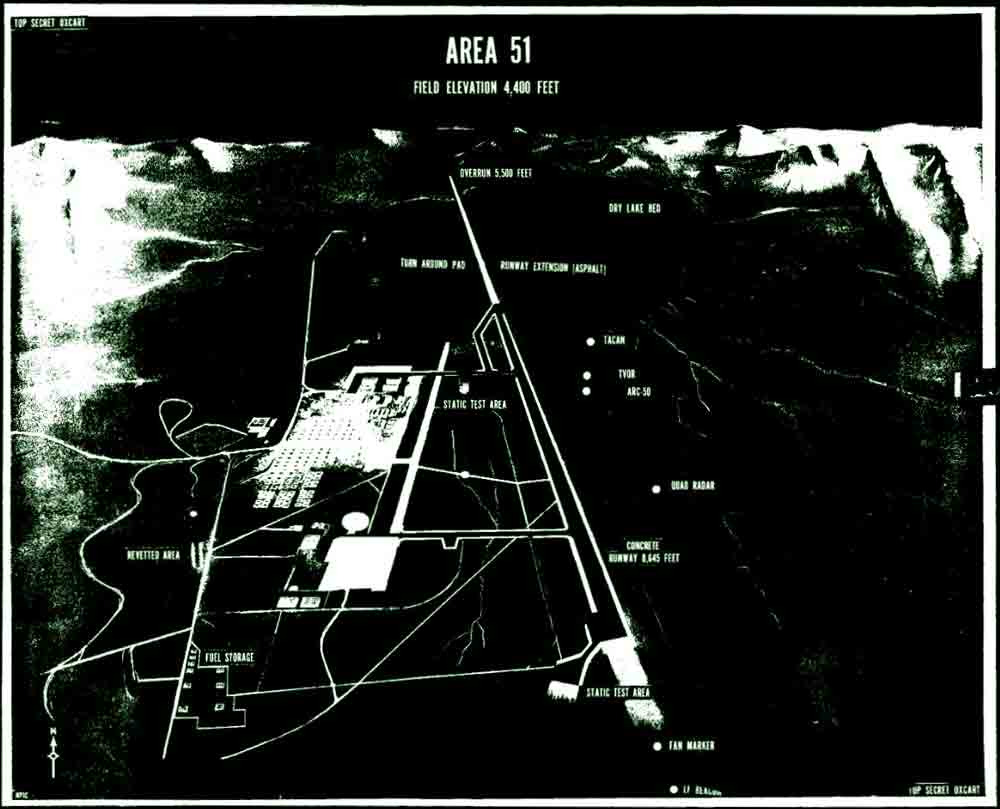 TOP SECRET OXCART
AREA 51
FIELD ELEVATION 4,400 FEET
OVERRUN 5,500 FEET
DRY LAKE BED
TURN AROUND PAD
RUNWAY EXTENSION (ASPHALT)
TACAN
TVOR
ARC-50
STATIC TEST AREA
QUAD RADAR
REVETTED AREA
CONCRETE
RUNWAY 8,645 FEET
FUEL STORAGE
STATIC TEST AREA
N
FAN MARKER
LF BEACON
NPIC
TOP SECRET OXCART